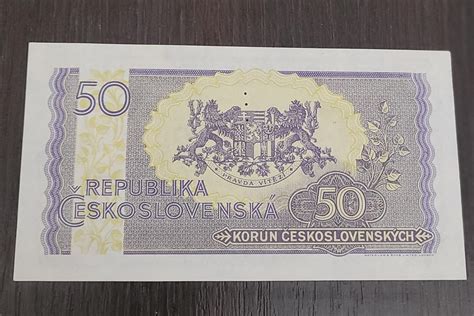 50
PRAVDA VÍTĚZÍ
REPUBLIKA
ČESKOSLOVENSKÁ
50
KORUN ČESKOSLOVENSKÝCH